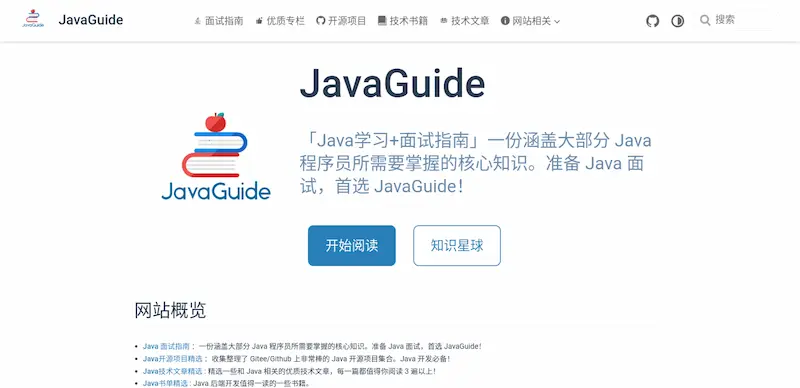 JavaGuide
JavaGuide
面试指南
优质专栏
开源项目
技术书籍
技术文章
网站相关
搜索
JavaGuide
JavaGuide
「Java学习+面试指南」一份涵盖大部分 Java
程序员所需要掌握的核心知识。准备 Java 面
试，首选 JavaGuide！
开始阅读
知识星球
网站概览
Java 面试指南 ：一份涵盖大部分 Java 程序员所需要掌握的核心知识。准备 Java 面试，首选 JavaGuide！
Java开源项目精选 ：收集整理了 Gitee/Github 上非常棒的 Java 开源项目集合。Java 开发必备！
Java技术文章精选 : 精选一些和 Java 相关的优质技术文章，每一篇都值得你阅读 3 遍以上！
Java书单精选 : Java 后端开发值得一读的一些书籍。